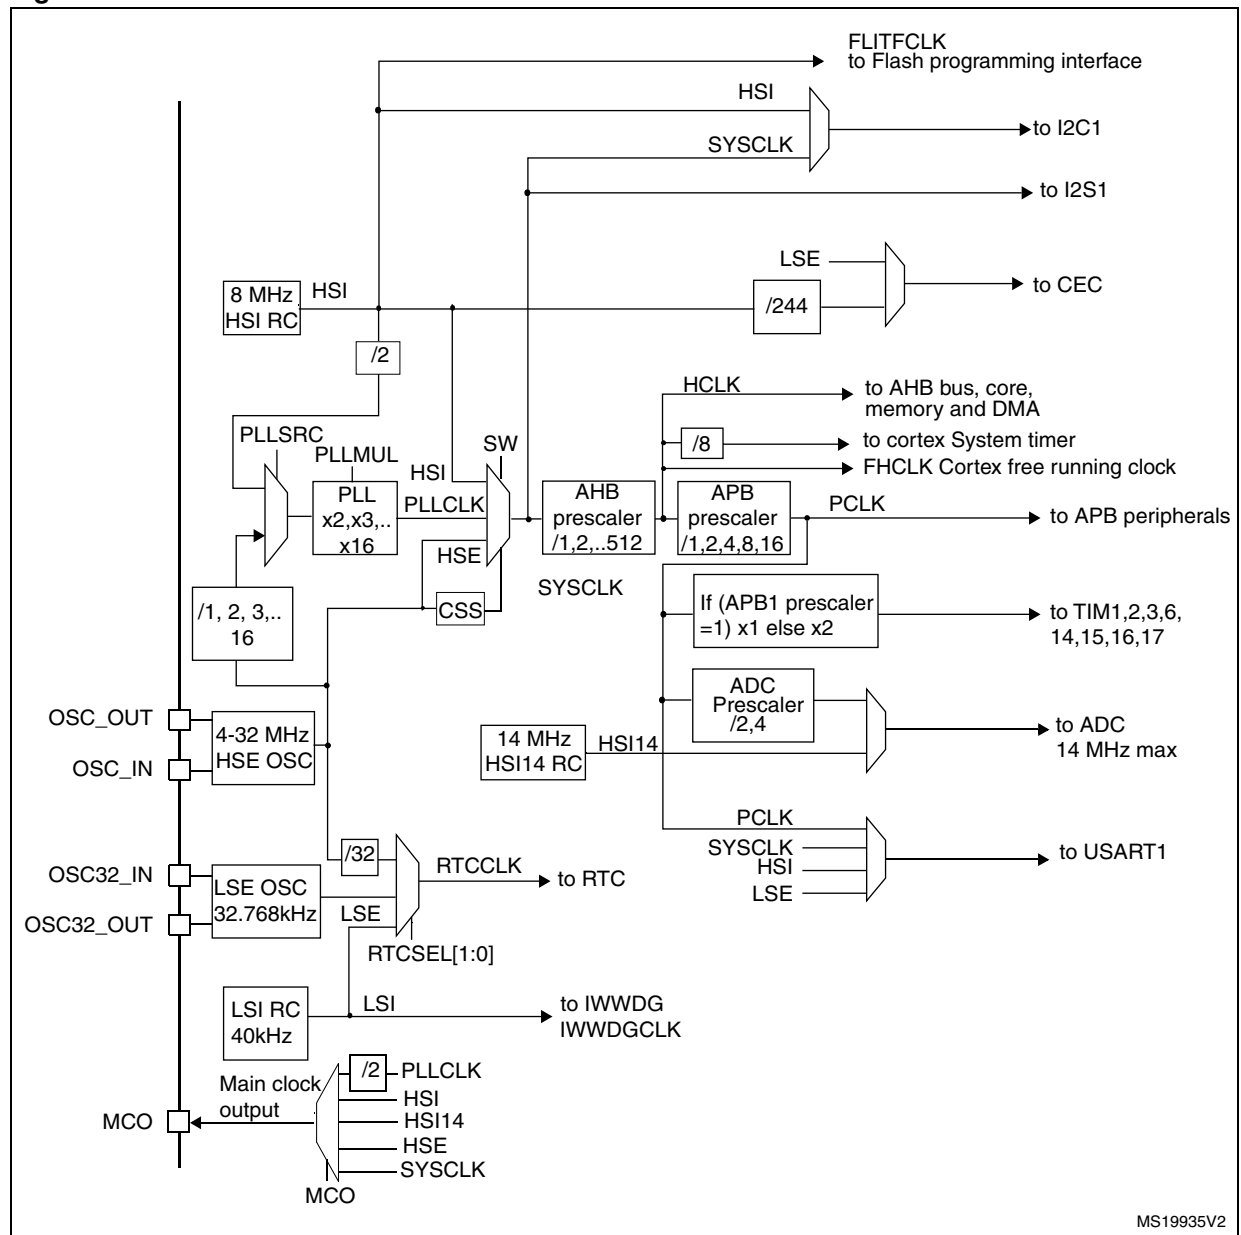 FLITFCLK
to Flash programming interface
HSI
to I2C1
SYSCLK
to I2S1
LSE
to CEC
/244
8 MHz
HSI RC
HSI
/2
HCLK
to AHB bus, core,
memory and DMA
/8
to cortex System timer
FHCLK Cortex free running clock
PLLSRC
PLLMUL
SW
HSI
PLL
x2,x3,..
x16
PLLCLK
HSE
AHB
prescaler
/1,2,..512
APB
prescaler
/1,2,4,8,16
PCLK
to APB peripherals
SYSCLK
CSS
/1, 2, 3,..
16
If (APB1 prescaler
=1) x1 else x2
to TIM1,2,3,6,
14,15,16,17
ADC
Prescaler
/2,4
to ADC
14 MHz max
OSC_OUT
OSC_IN
4-32 MHz
HSE OSC
14 MHz
HSI14 RC
HSI14
PCLK
SYSCLK
HSI
LSE
to USART1
/32
RTCCLK
to RTC
OSC32_IN
OSC32_OUT
LSE OSC
32.768kHz
LSE
RTCSEL[1:0]
LSI RC
40kHz
LSI
to IWWDG
IWWDGCLK
/2
PLLCLK
Main clock
output
HSI
HSI14
HSE
SYSCLK
MCO
MCO
MS19935V2